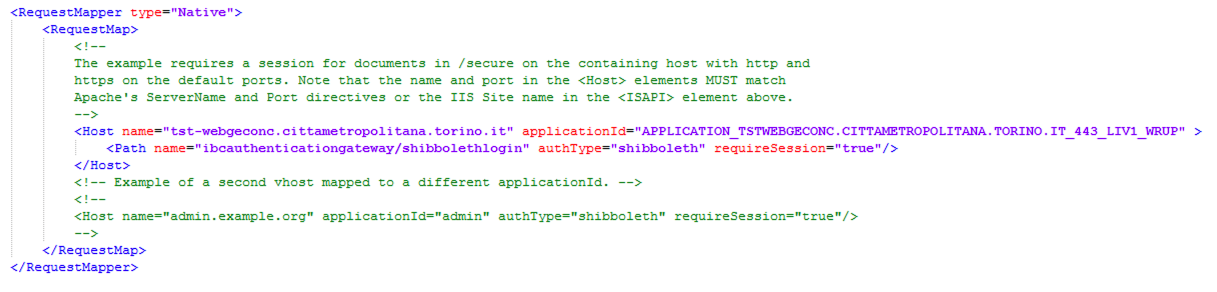 <RequestMapper type="Native">
<RequestMap>
<!--
The example requires a session for documents in /secure on the containing host with http and
https on the default ports. Note that the name and port in the <Host> elements MUST match
Apache's ServerName and Port directives or the IIS Site name in the <ISAPI> element above.
-->
<Host name="tst-webgeconc.cittametropolitana.torino.it" applicationId="APPLICATION_TSTWEBGECONC.CITTAMETROPOLITANA.TORINO.IT_443_LIV1_WRUP" >
<Path name="ibcauthenticationgateway/shibbolethlogin" authType="shibboleth" requireSession="true"/>
</Host>
<!-- Example of a second vhost mapped to a different applicationId. -->
<!--
<Host name="admin.example.org" applicationId="admin" authType="shibboleth" requireSession="true"/>
-->
</RequestMap>
</RequestMapper>